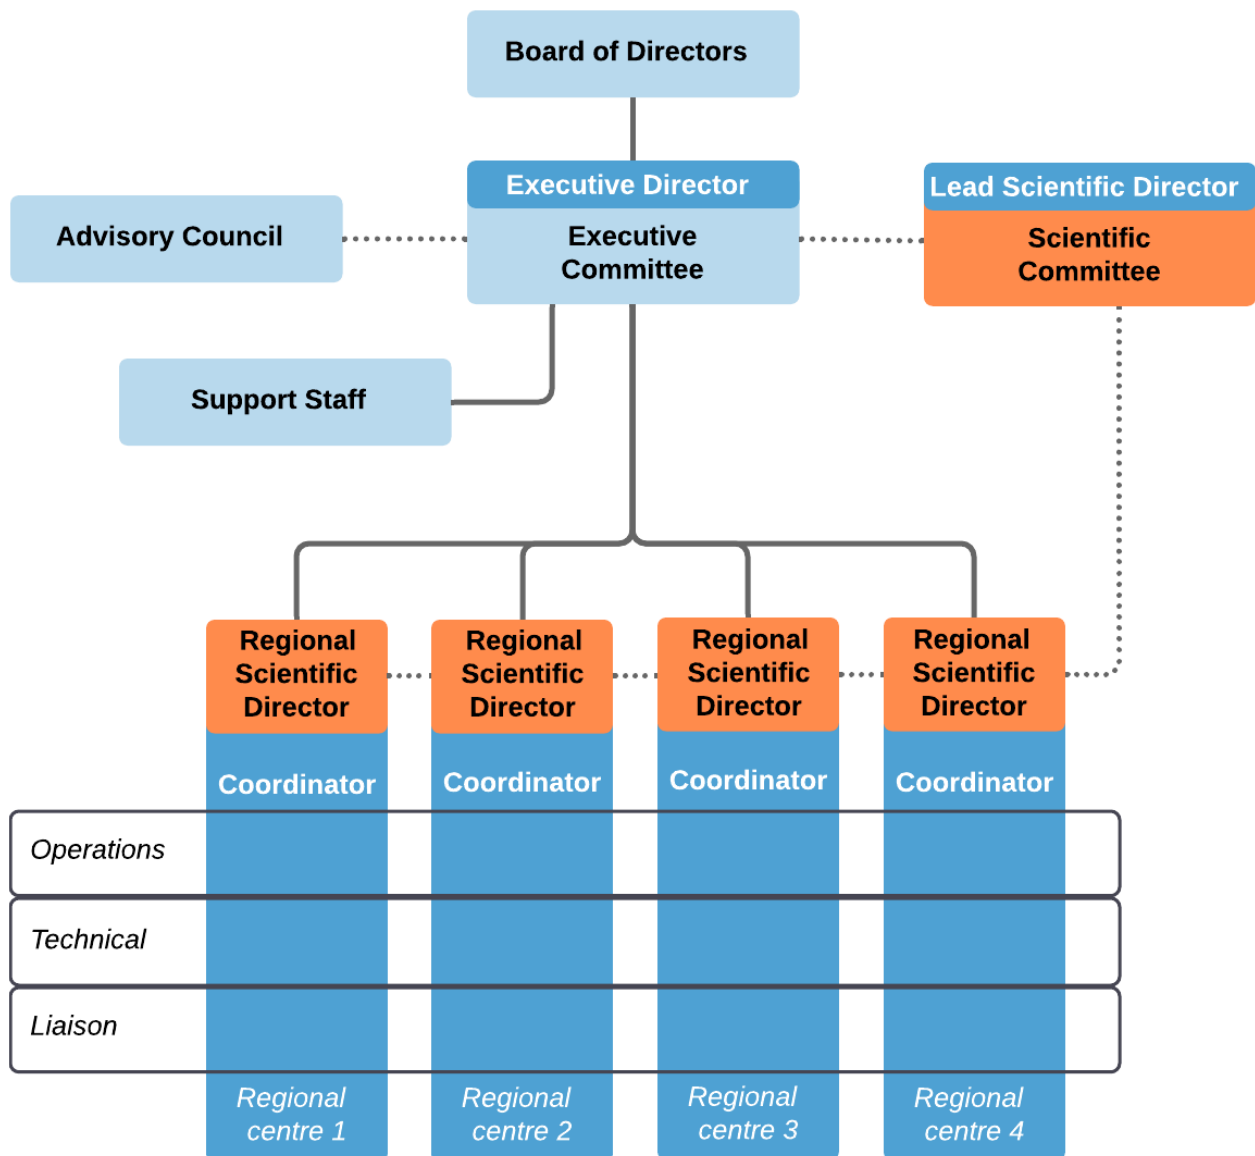 Board of Directors
Executive Director
Lead Scientific Director
Advisory Council
Executive
Committee
Scientific
Committee
Support Staff
Regional
Scientific
Director
Regional
Scientific
Director
Regional
Scientific
Director
Regional
Scientific
Director
Coordinator
Coordinator
Coordinator
Coordinator
Operations
Technical
Liaison
Regional
centre 1
Regional
centre 2
Regional
centre 3
Regional
centre 4